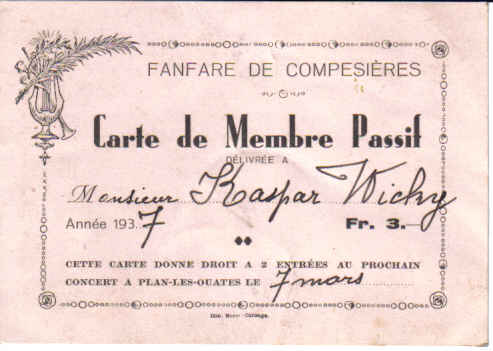 FANFARE DE COMPESIÈRES
Carte de Membre Passif
DÉLIVRÉE A
Monsieur Kaspar Wicky
Année 1937 Fr. 3.—
CETTE CARTE DONNE DROIT A 2 ENTRÉES AU PROCHAIN
CONCERT A PLAN-LES-OUATES LE 7 mars
Carouge